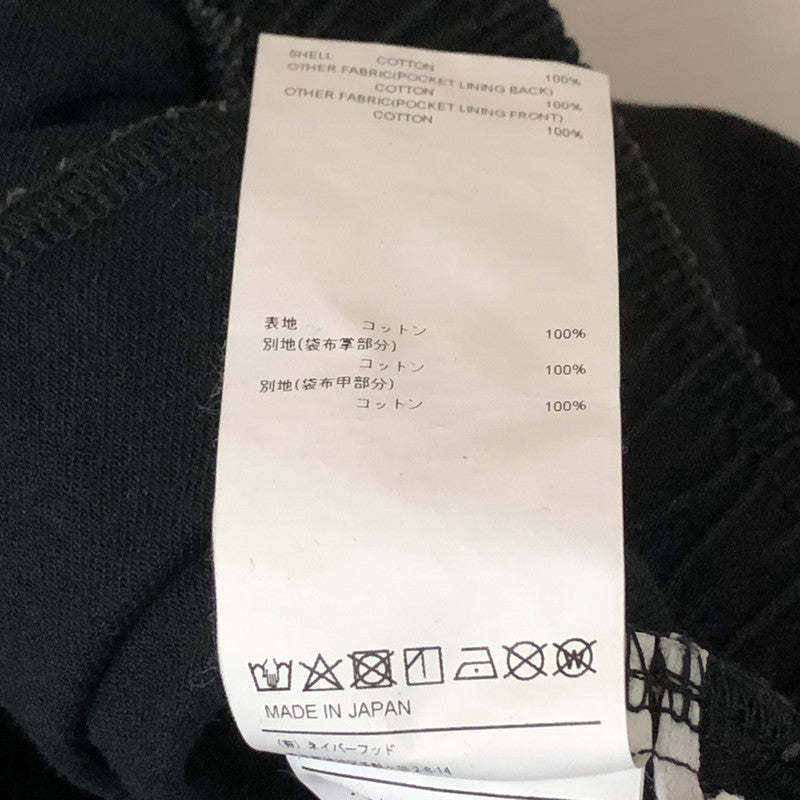 SHELL COTTON 100%
OTHER FABRIC(POCKET LINING BACK)
COTTON 100%
OTHER FABRIC(POCKET LINING FRONT)
COTTON 100%
表地 コットン 100%
別地(袋布掌部分)
コットン 100%
別地(袋布甲部分)
コットン 100%
MADE IN JAPAN
(有) ネイバーフッド
2-6-14